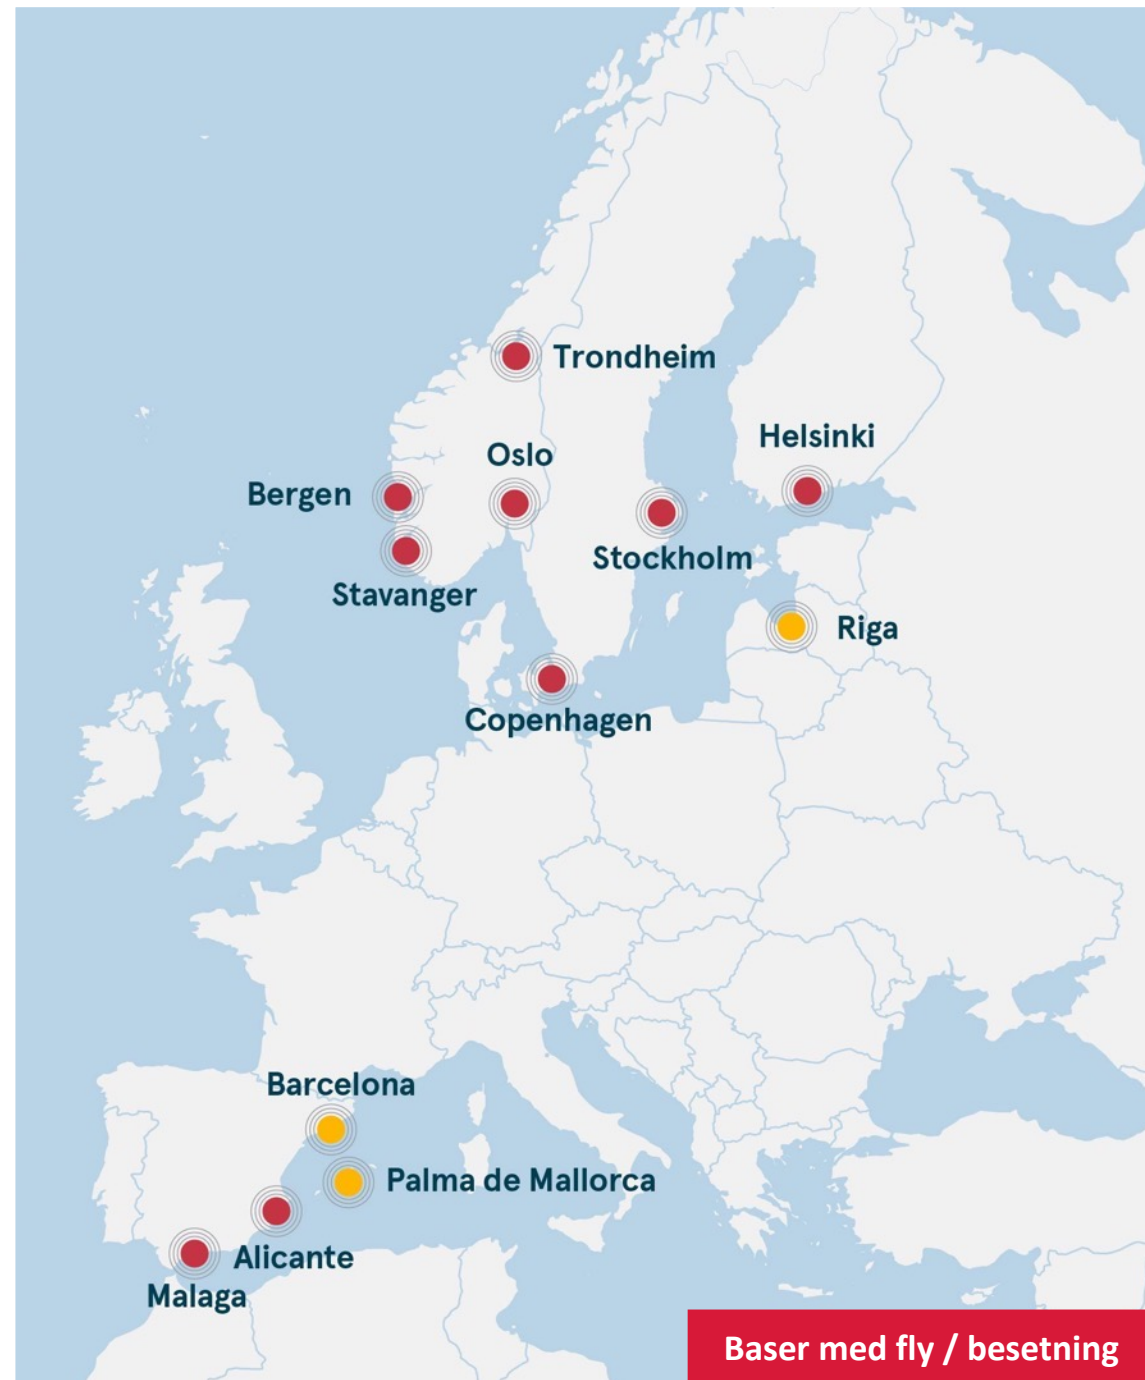 Trondheim
Helsinki
Oslo
Bergen
Stockholm
Stavanger
Riga
Copenhagen
Barcelona
Palma de Mallorca
Alicante
Malaga
Baser med fly / besetning